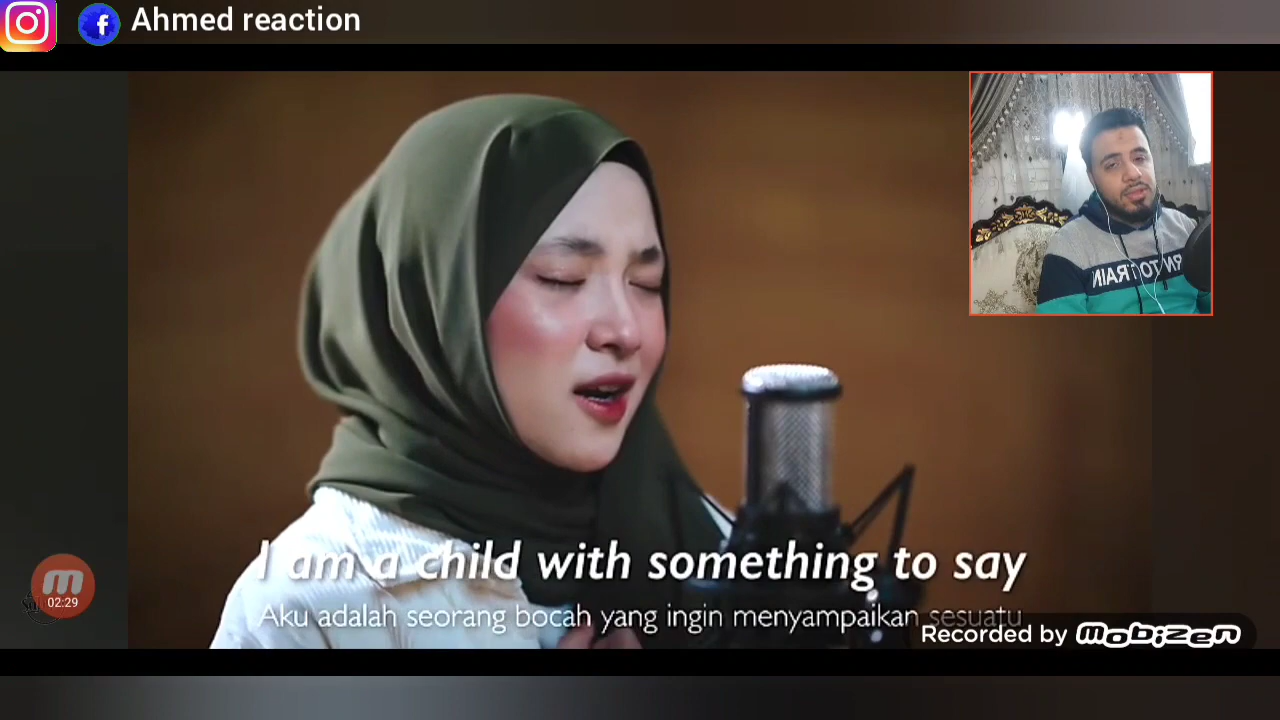 Ahmed reaction
I am a child with something to say
Aku adalah seorang bocah yang ingin menyampaikan sesuatu
02:29
Recorded by mobizen